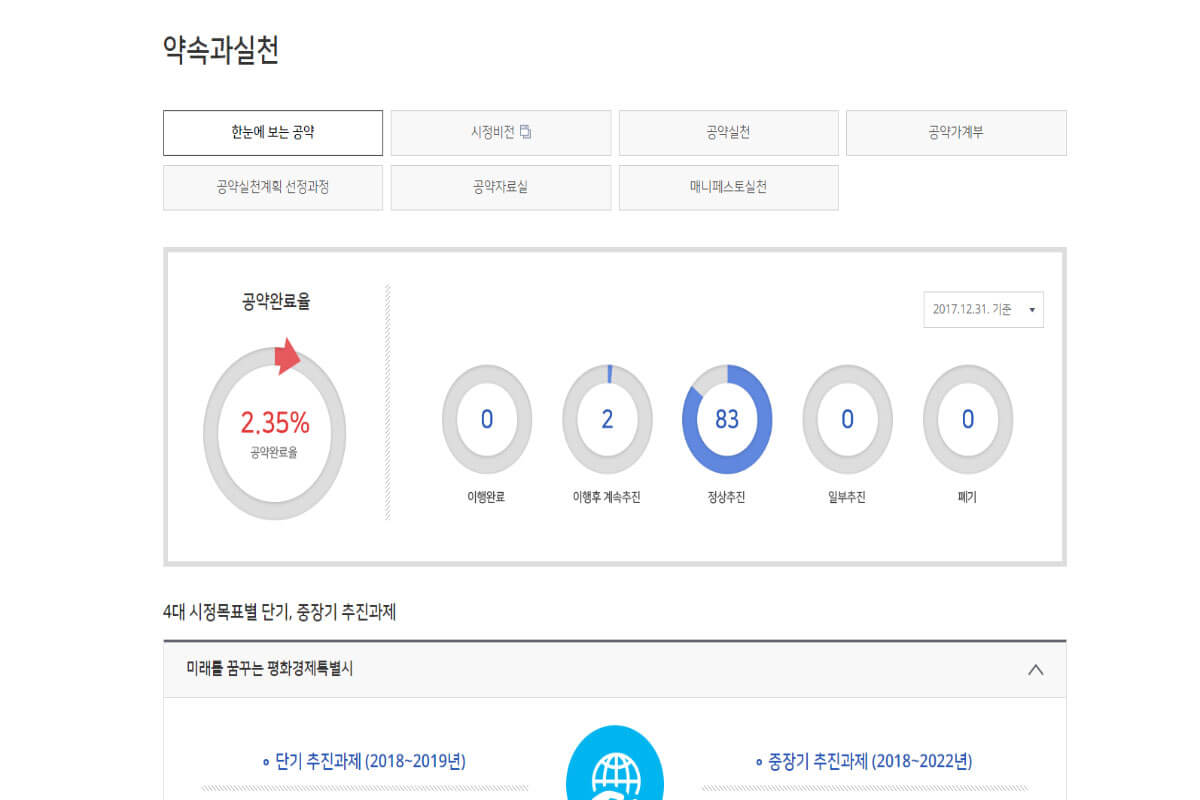 약속과실천
한눈에 보는 공약
시정비전
공약실천
공약가계부
공약실천계획 선정과정
공약자료실
매니페스토실천
공약완료율
2017.12.31. 기준
2.35%
공약완료율
0
2
83
0
0
이행완료
이행후 계속추진
정상추진
일부추진
폐기
4대 시정목표별 단기, 중장기 추진과제
미래를 꿈꾸는 평화경제특별시
단기 추진과제 (2018~2019년)
중장기 추진과제 (2018~2022년)